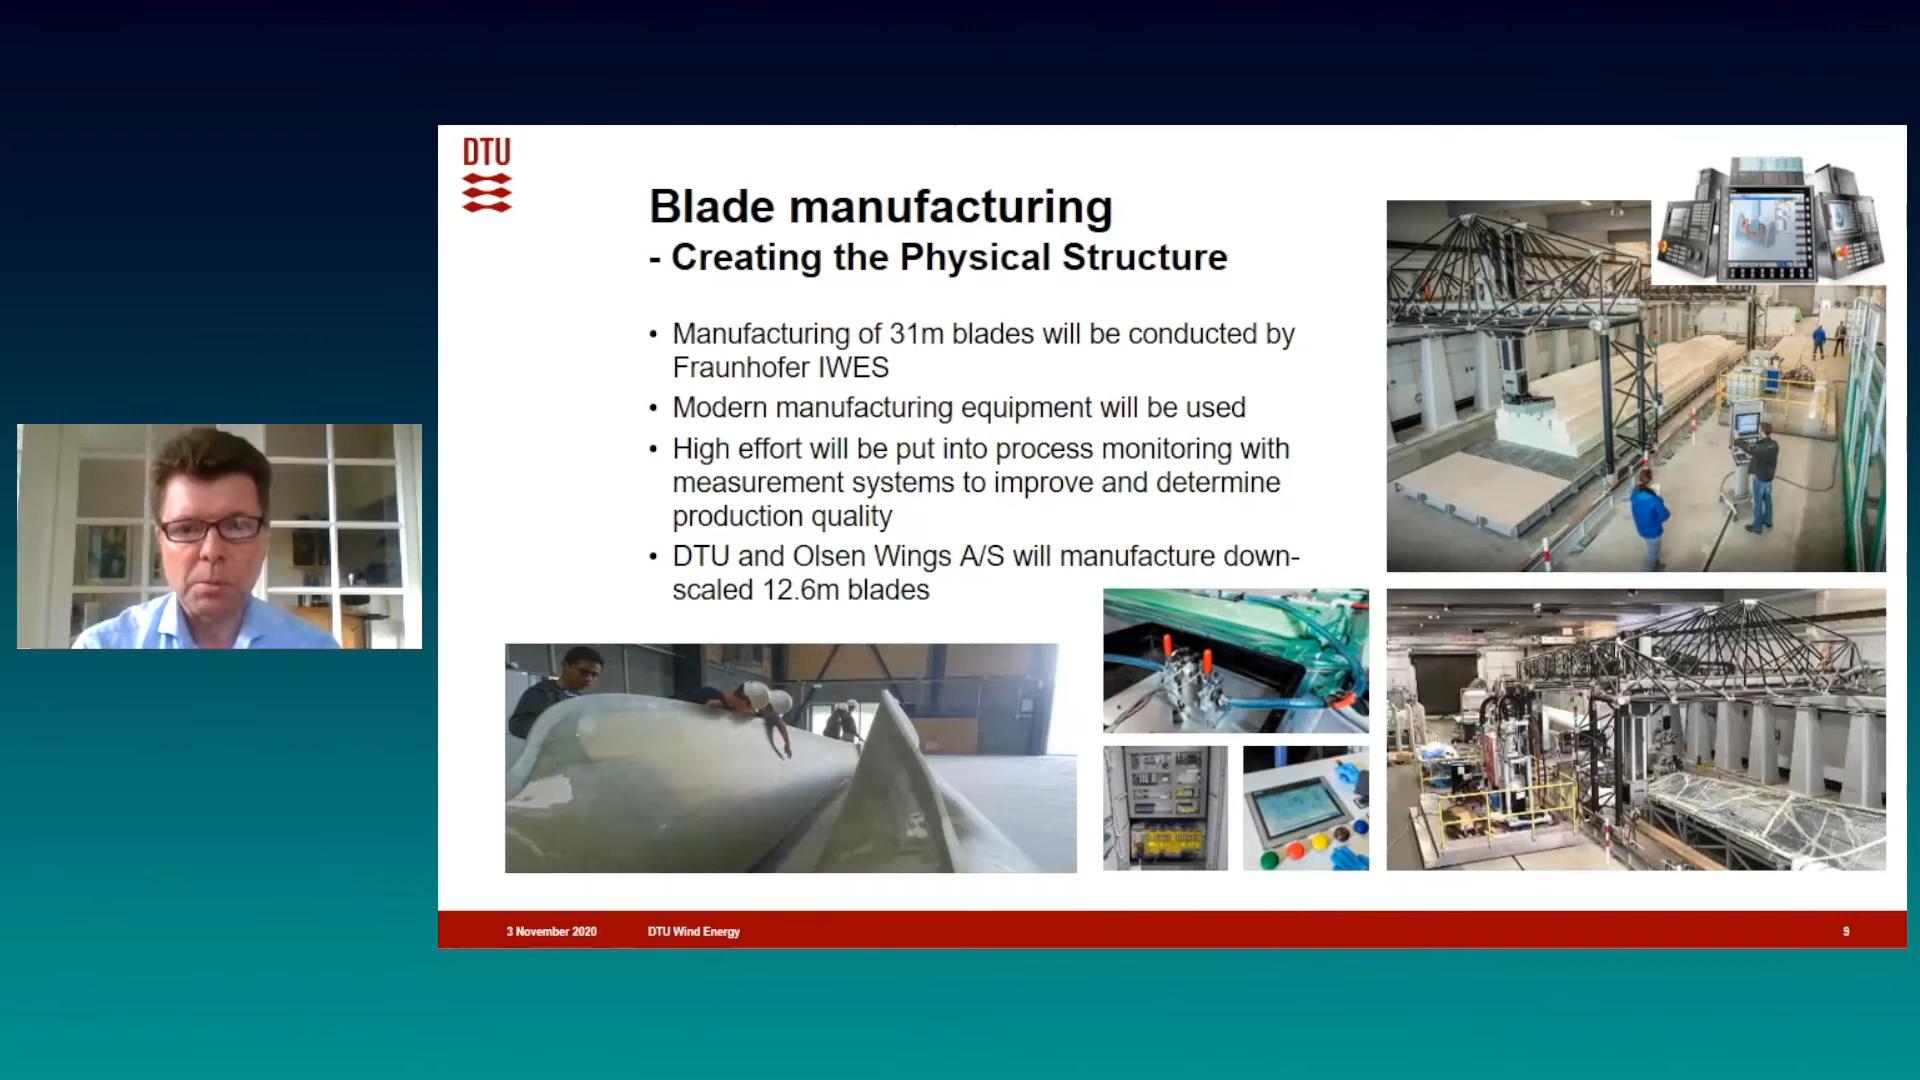 DTU
Blade manufacturing
- Creating the Physical Structure
• Manufacturing of 31m blades will be conducted by
Fraunhofer IWES
• Modern manufacturing equipment will be used
• High effort will be put into process monitoring with
measurement systems to improve and determine
production quality
• DTU and Olsen Wings A/S will manufacture down-
scaled 12.6m blades
3 November 2020
DTU Wind Energy
9